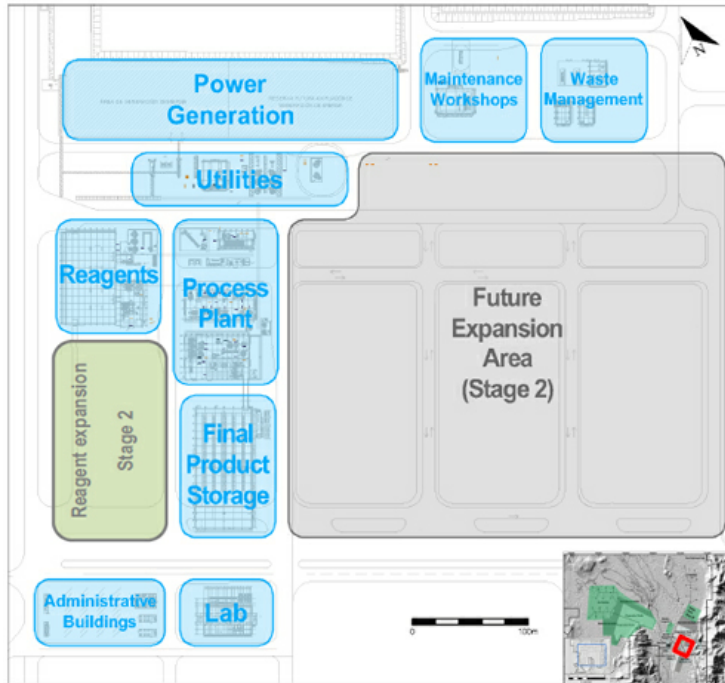 Power
Generation
Maintenance
Workshops
Waste
Management
N
Utilities
Reagents
Process
Plant
Future
Expansion
Area
(Stage 2)
Reagent expansion
Stage 2
Final
Product
Storage
Administrative
Buildings
Lab
0
100m